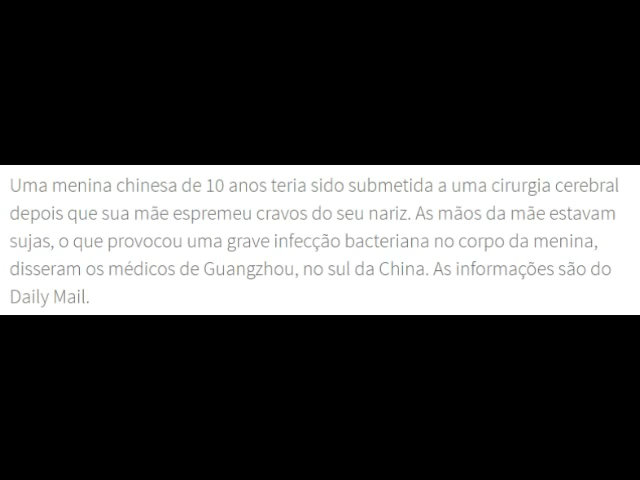 Uma menina chinesa de 10 anos teria sido submetida a uma cirurgia cerebral
depois que sua mãe espremeu cravos do seu nariz. As mãos da mãe estavam
sujas, o que provocou uma grave infecção bacteriana no corpo da menina,
disseram os médicos de Guangzhou, no sul da China. As informações são do
Daily Mail.